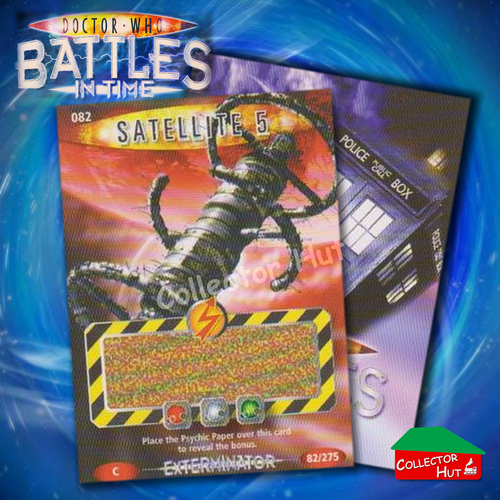 DOCTOR · WHO
BATTLES
IN TIME
082
SATELLITE 5
POLICE PUBLIC CALL BOX
Collector Hut
Place the Psychic Paper over this card
to reveal the bonus.
C
EXTERMINATOR
82/275
COLLECTOR
HUT